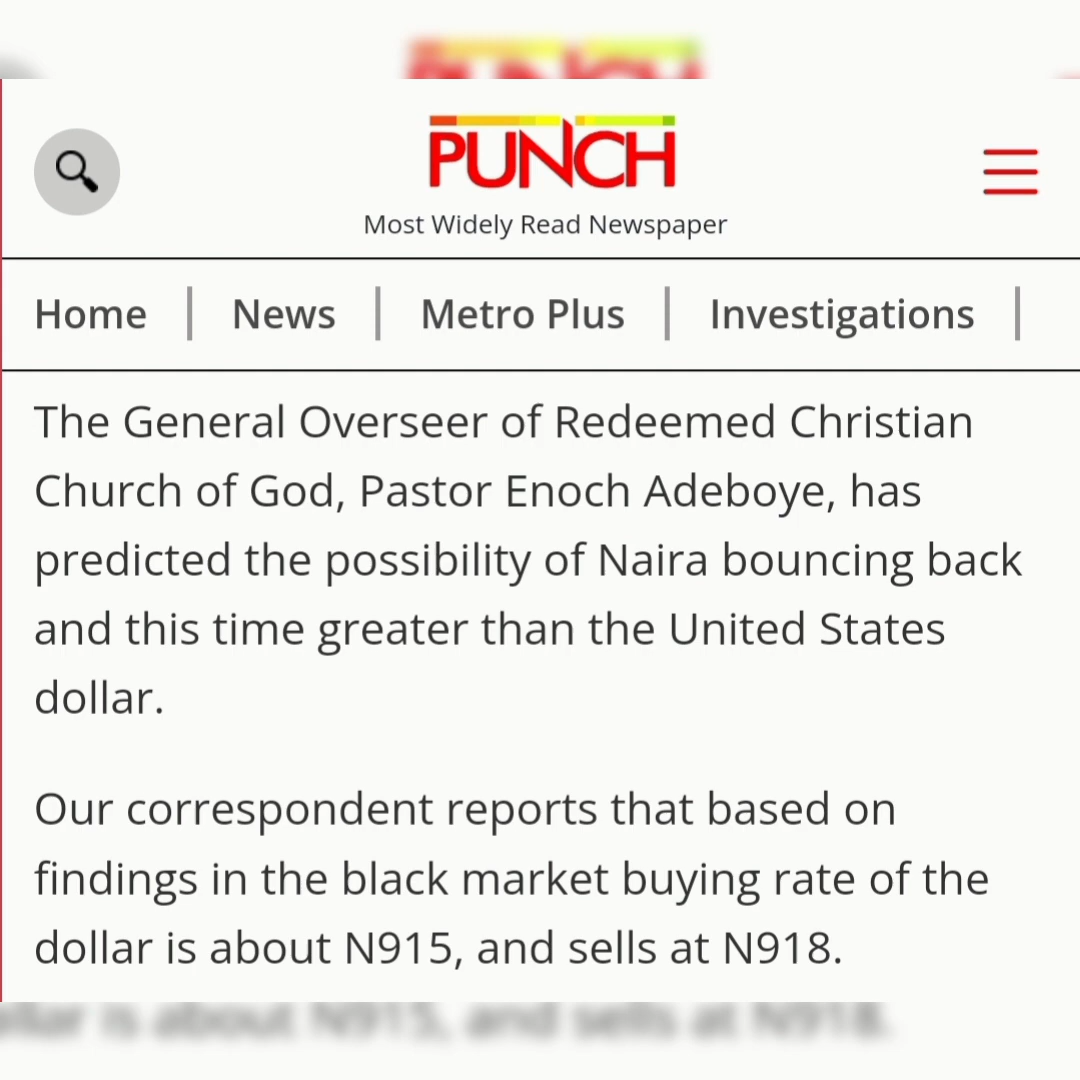 PUNCH
Most Widely Read Newspaper
Home | News | Metro Plus | Investigations |
The General Overseer of Redeemed Christian
Church of God, Pastor Enoch Adeboye, has
predicted the possibility of Naira bouncing back
and this time greater than the United States
dollar.
Our correspondent reports that based on
findings in the black market buying rate of the
dollar is about N915, and sells at N918.